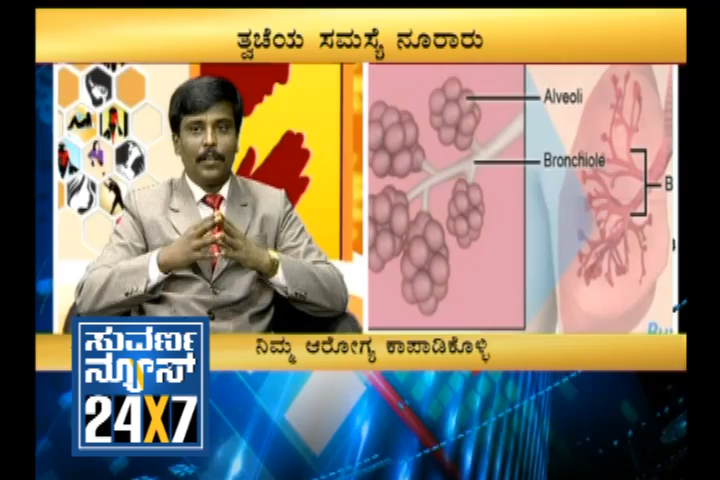 ತ್ವಚೆಯ ಸಮಸ್ಯೆ ನೂರಾರು
Alveoli
Bronchiole
B
ನಿಮ್ಮ ಆರೋಗ್ಯ ಕಾಪಾಡಿಕೊಳ್ಳಿ
ಸುವರ್ಣ
ನ್ಯೂಸ್
24X7